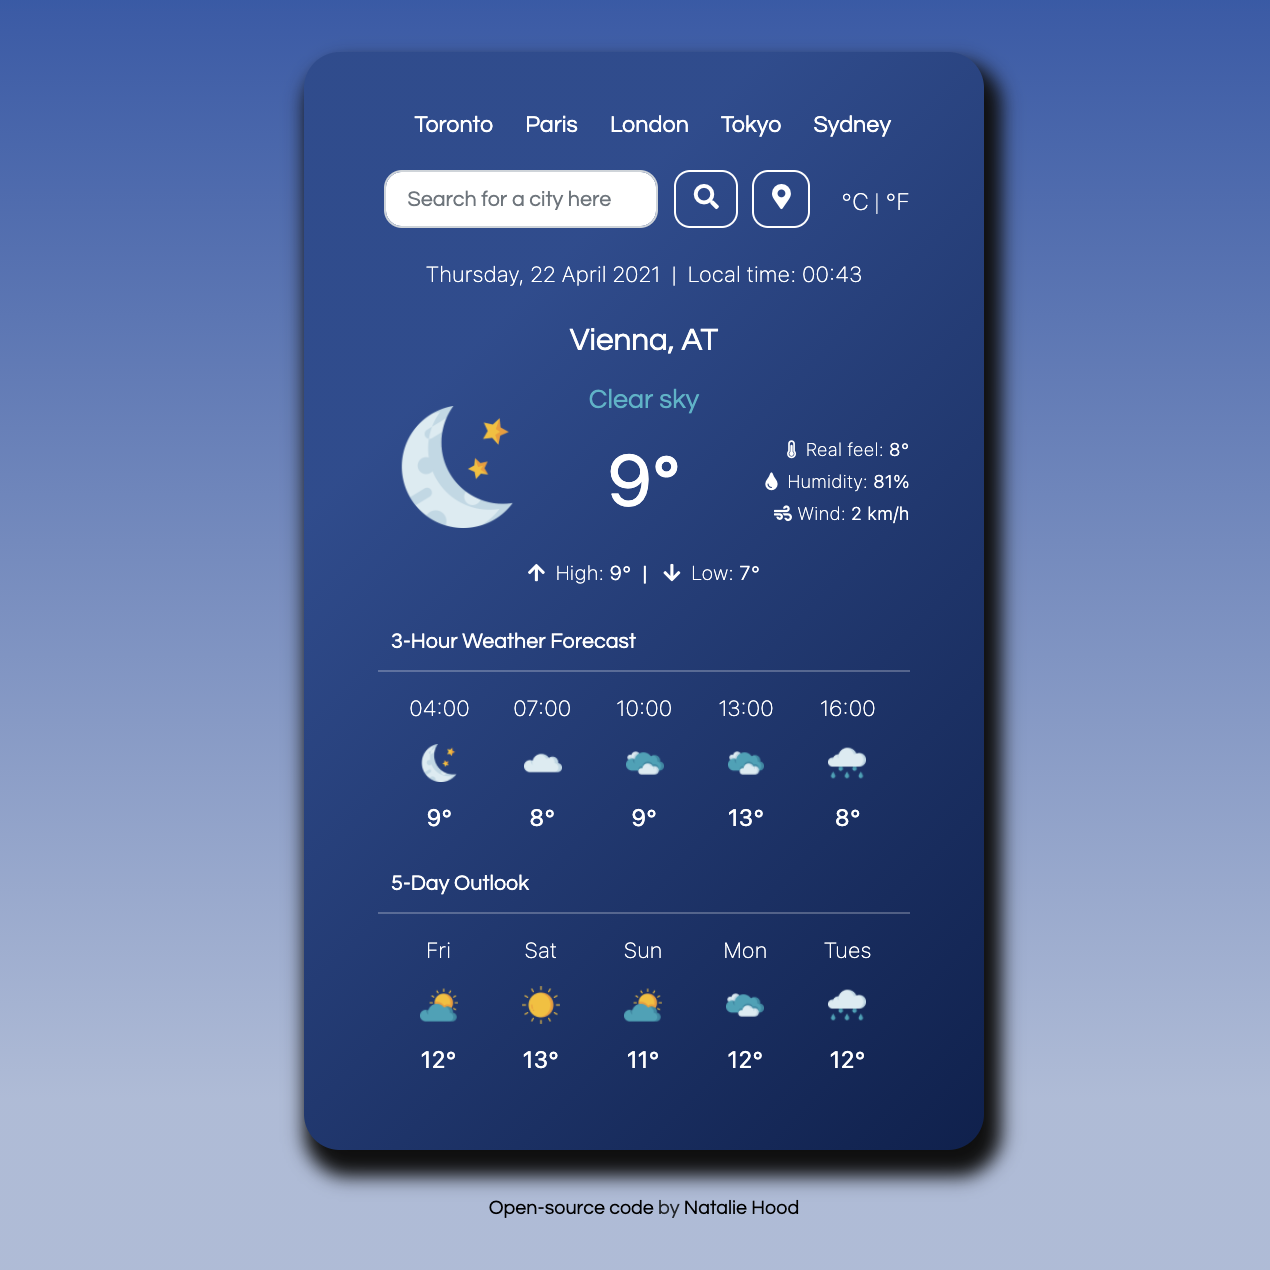 Toronto Paris London Tokyo Sydney
Search for a city here
°C | °F
Thursday, 22 April 2021 | Local time: 00:43
Vienna, AT
Clear sky
9°
Real feel: 8°
Humidity: 81%
Wind: 2 km/h
High: 9° | Low: 7°
3-Hour Weather Forecast
04:00 07:00 10:00 13:00 16:00
9° 8° 9° 13° 8°
5-Day Outlook
Fri Sat Sun Mon Tues
12° 13° 11° 12° 12°
Open-source code by Natalie Hood